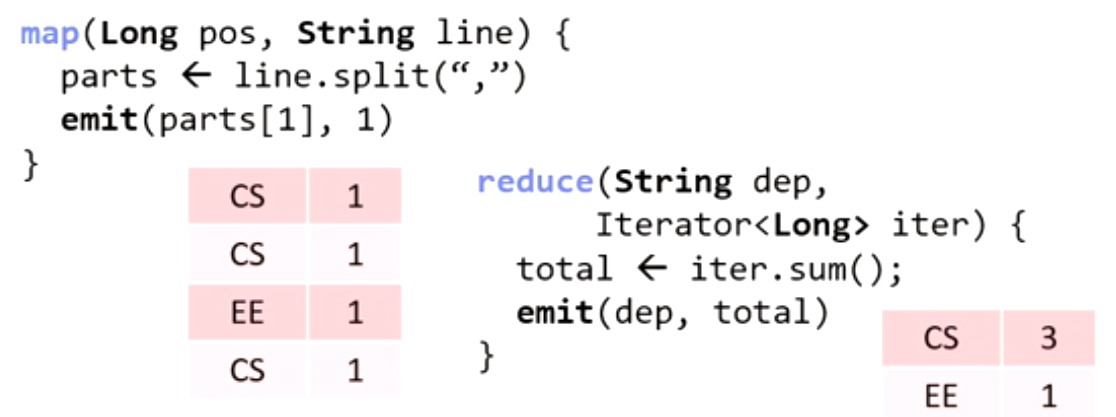 map(Long pos, String line) {
parts ← line.split(“,”)
emit(parts[1], 1)
}
CS 1
CS 1
EE 1
CS 1
reduce(String dep,
Iterator<Long> iter) {
total ← iter.sum();
emit(dep, total)
}
CS 3
EE 1